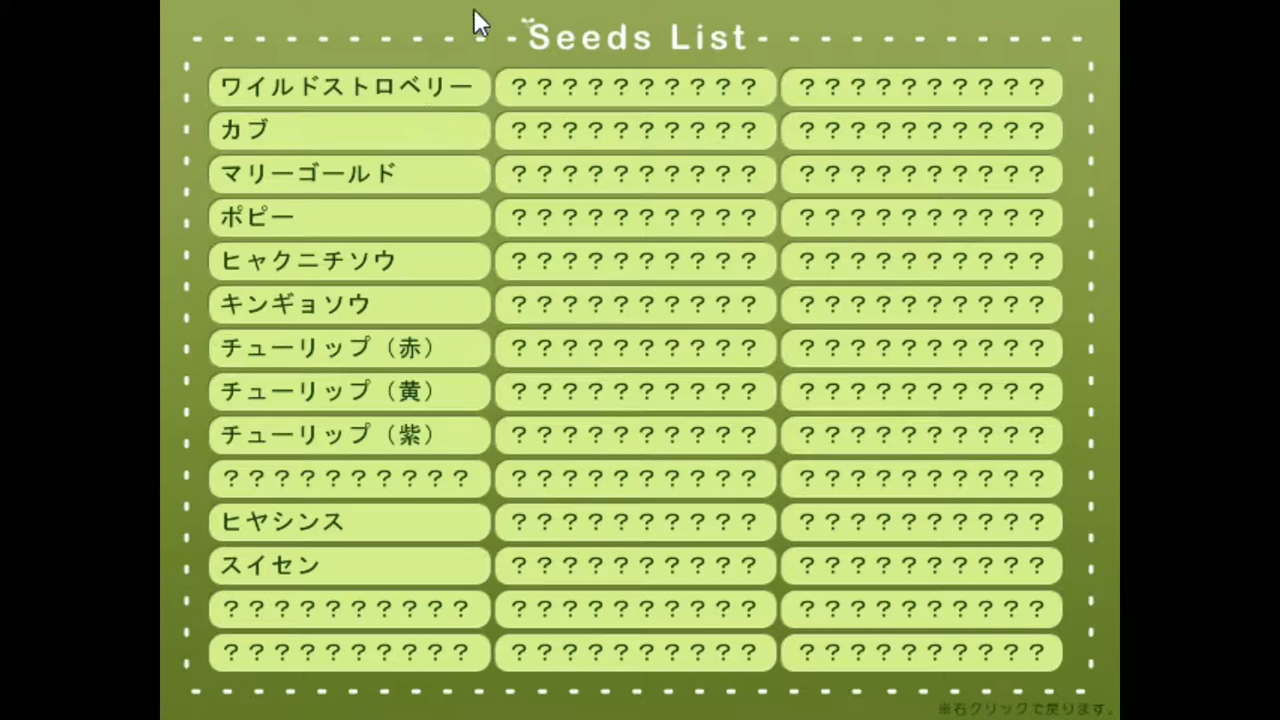 Seeds List
ワイルドストロベリー ？？？？？？？？？？ ？？？？？？？？？？
カブ ？？？？？？？？？？ ？？？？？？？？？？
マリーゴールド ？？？？？？？？？？ ？？？？？？？？？？
ポピー ？？？？？？？？？？ ？？？？？？？？？？
ヒャクニチソウ ？？？？？？？？？？ ？？？？？？？？？？
キンギョソウ ？？？？？？？？？？ ？？？？？？？？？？
チューリップ（赤） ？？？？？？？？？？ ？？？？？？？？？？
チューリップ（黄） ？？？？？？？？？？ ？？？？？？？？？？
チューリップ（紫） ？？？？？？？？？？ ？？？？？？？？？？
？？？？？？？？？？ ？？？？？？？？？？ ？？？？？？？？？？
ヒヤシンス ？？？？？？？？？？ ？？？？？？？？？？
スイセン ？？？？？？？？？？ ？？？？？？？？？？
？？？？？？？？？？ ？？？？？？？？？？ ？？？？？？？？？？
？？？？？？？？？？ ？？？？？？？？？？ ？？？？？？？？？？
※右クリックで戻ります。